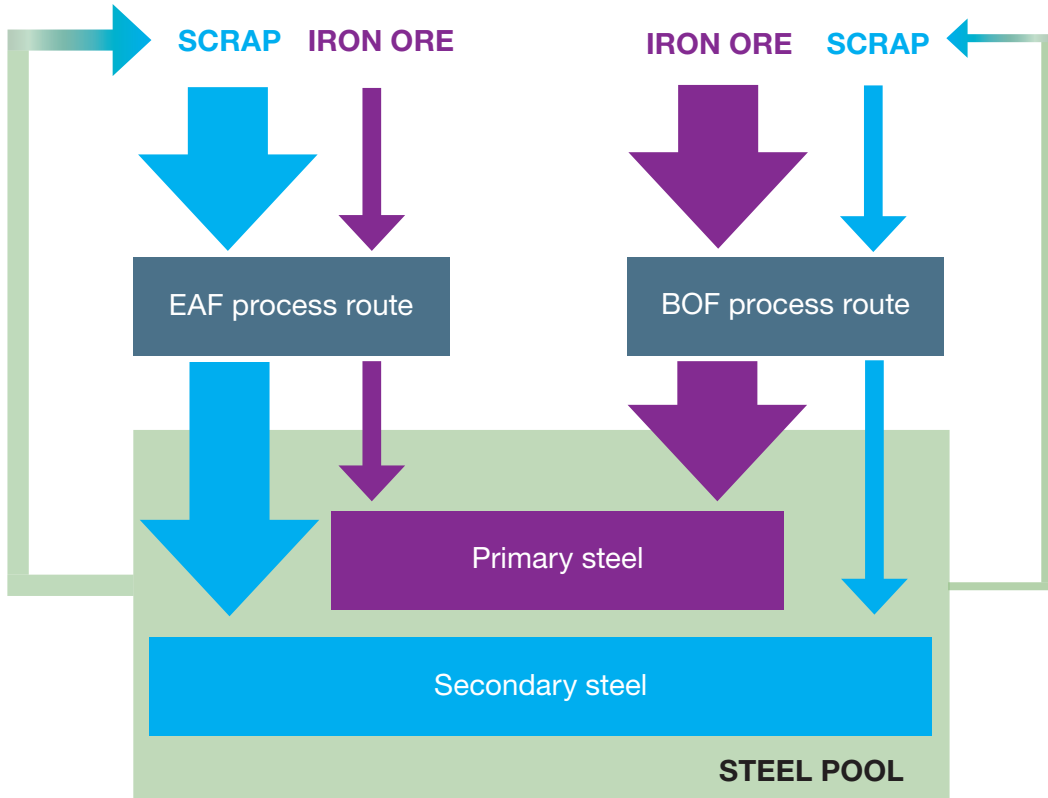 SCRAP IRON ORE IRON ORE SCRAP
EAF process route
BOF process route
Primary steel
Secondary steel
STEEL POOL